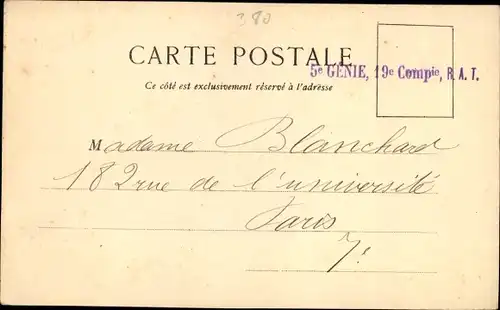 380
CARTE POSTALE
5e GÉNIE, 19e Compie, R. A. T.
Ce côté est exclusivement réservé à l'adresse
Madame Blanchard
182 rue de l'université
Paris
7e